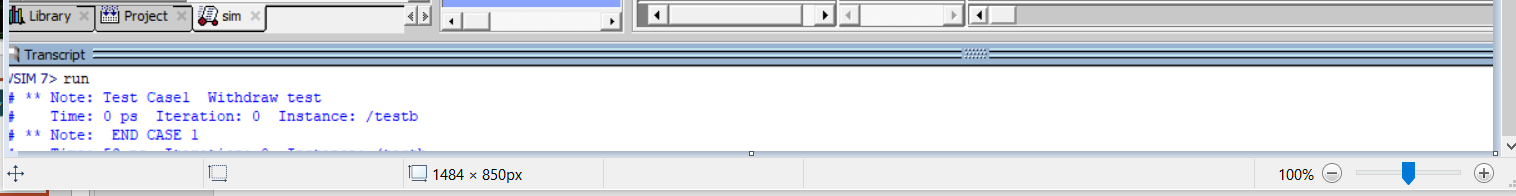 Library Project sim
Transcript
VSIM 7> run
# ** Note: Test Case1 Withdraw test
# Time: 0 ps Iteration: 0 Instance: /testb
# ** Note: END CASE 1
1484 × 850px
100%